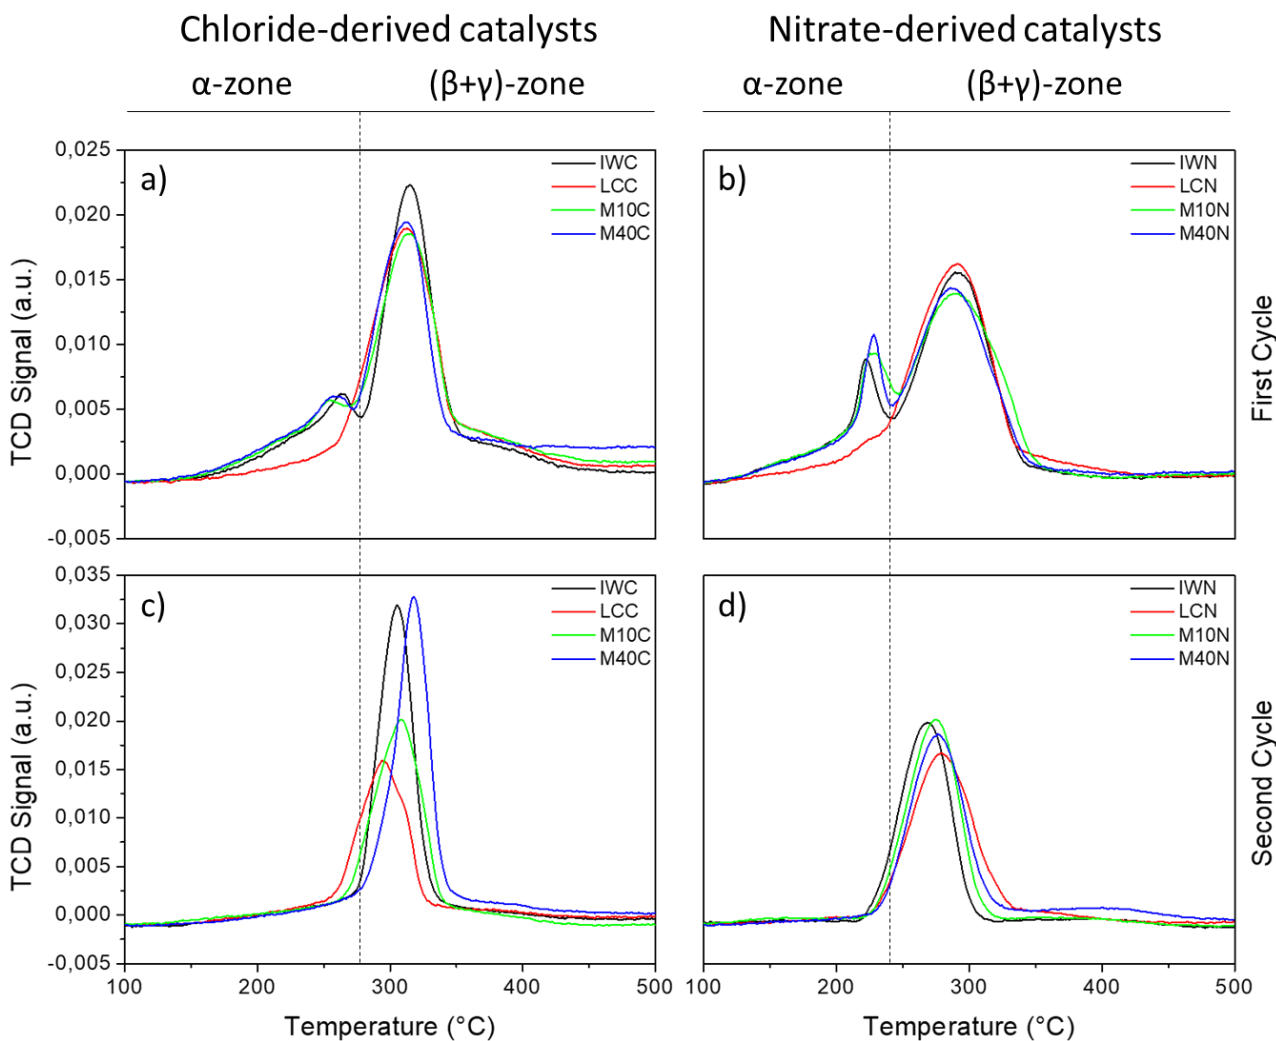 Chloride-derived catalysts
Nitrate-derived catalysts
α-zone
(β+γ)-zone
α-zone
(β+γ)-zone
0,025
0,020
0,015
0,010
0,005
0,000
-0,005
TCD Signal (a.u.)
a)
IWC
LCC
M10C
M40C
b)
IWN
LCN
M10N
M40N
First Cycle
0,035
0,030
0,025
0,020
0,015
0,010
0,005
0,000
-0,005
TCD Signal (a.u.)
c)
IWC
LCC
M10C
M40C
d)
IWN
LCN
M10N
M40N
Second Cycle
100 200 300 400 500
100 200 300 400 500
Temperature (°C)
Temperature (°C)